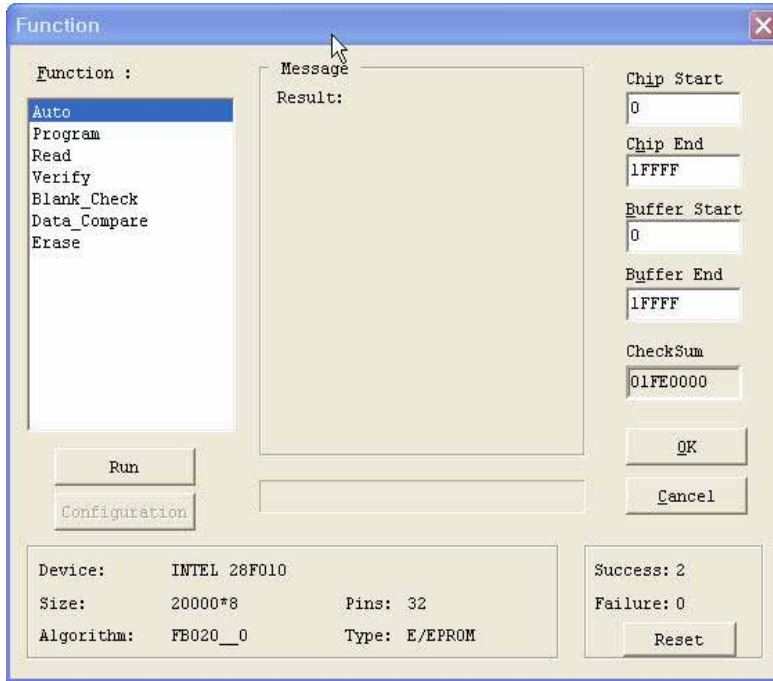 Function
Function :
Auto
Program
Read
Verify
Blank_Check
Data_Compare
Erase
Run
Configuration
Message
Result:
Chip Start
0
Chip End
1FFFF
Buffer Start
0
Buffer End
1FFFF
CheckSum
01FE0000
OK
Cancel
Device: INTEL 28F010
Size: 20000*8 Pins: 32
Algorithm: FB020__0 Type: E/EPROM
Success: 2
Failure: 0
Reset